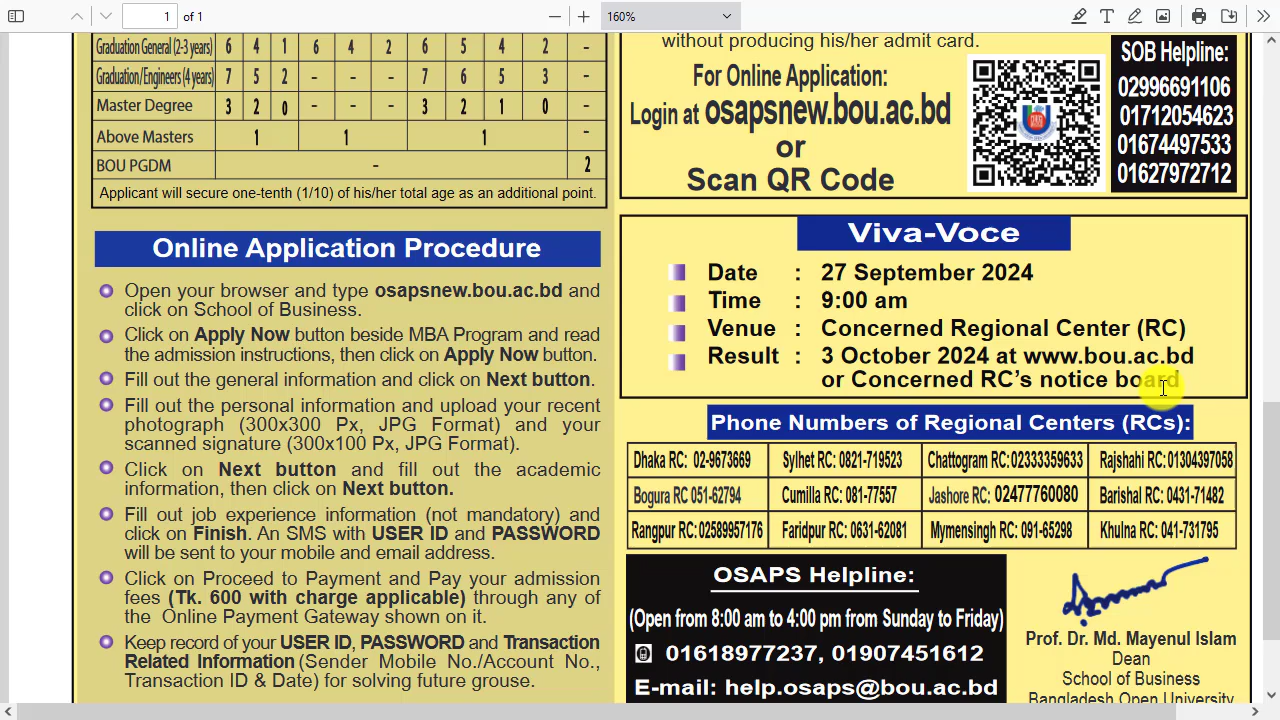 1 of 1 160%
Graduation General (2-3 years) 6 4 1 6 4 2 6 5 4 2 -
Graduation/Engineers (4 years) 7 5 2 - - - 7 6 5 3 -
Master Degree 3 2 0 - - - 3 2 1 0 -
Above Masters 1 1 1 -
BOU PGDM - 2
Applicant will secure one-tenth (1/10) of his/her total age as an additional point.
Online Application Procedure
Open your browser and type osapsnew.bou.ac.bd and
click on School of Business.
Click on Apply Now button beside MBA Program and read
the admission instructions, then click on Apply Now button.
Fill out the general information and click on Next button.
Fill out the personal information and upload your recent
photograph (300x300 Px, JPG Format) and your
scanned signature (300x100 Px, JPG Format).
Click on Next button and fill out the academic
information, then click on Next button.
Fill out job experience information (not mandatory) and
click on Finish. An SMS with USER ID and PASSWORD
will be sent to your mobile and email address.
Click on Proceed to Payment and Pay your admission
fees (Tk. 600 with charge applicable) through any of
the Online Payment Gateway shown on it.
Keep record of your USER ID, PASSWORD and Transaction
Related Information (Sender Mobile No./Account No.,
Transaction ID & Date) for solving future grouse.
without producing his/her admit card.
For Online Application:
Login at osapsnew.bou.ac.bd
or
Scan QR Code
SOB Helpline:
02996691106
01712054623
01674497533
01627972712
Viva-Voce
Date : 27 September 2024
Time : 9:00 am
Venue : Concerned Regional Center (RC)
Result : 3 October 2024 at www.bou.ac.bd
or Concerned RC's notice board
Phone Numbers of Regional Centers (RCs):
Dhaka RC: 02-9673669 Sylhet RC: 0821-719523 Chattogram RC: 02333359633 Rajshahi RC: 01304397058
Bogura RC 051-62794 Cumilla RC: 081-77557 Jashore RC: 02477760080 Barishal RC: 0431-71482
Rangpur RC: 02589957176 Faridpur RC: 0631-62081 Mymensingh RC: 091-65298 Khulna RC: 041-731795
OSAPS Helpline:
(Open from 8:00 am to 4:00 pm from Sunday to Friday)
01618977237, 01907451612
E-mail: help.osaps@bou.ac.bd
Prof. Dr. Md. Mayenul Islam
Dean
School of Business
Bangladesh Open University